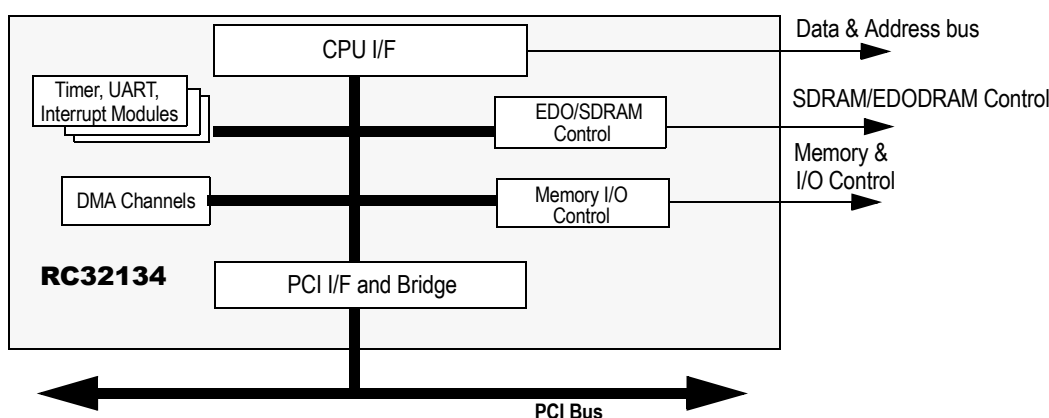 CPU I/F
Data & Address bus
Timer, UART,
Interrupt Modules
EDO/SDRAM
Control
SDRAM/EDODRAM Control
Memory &
I/O Control
DMA Channels
Memory I/O
Control
RC32134
PCI I/F and Bridge
PCI Bus